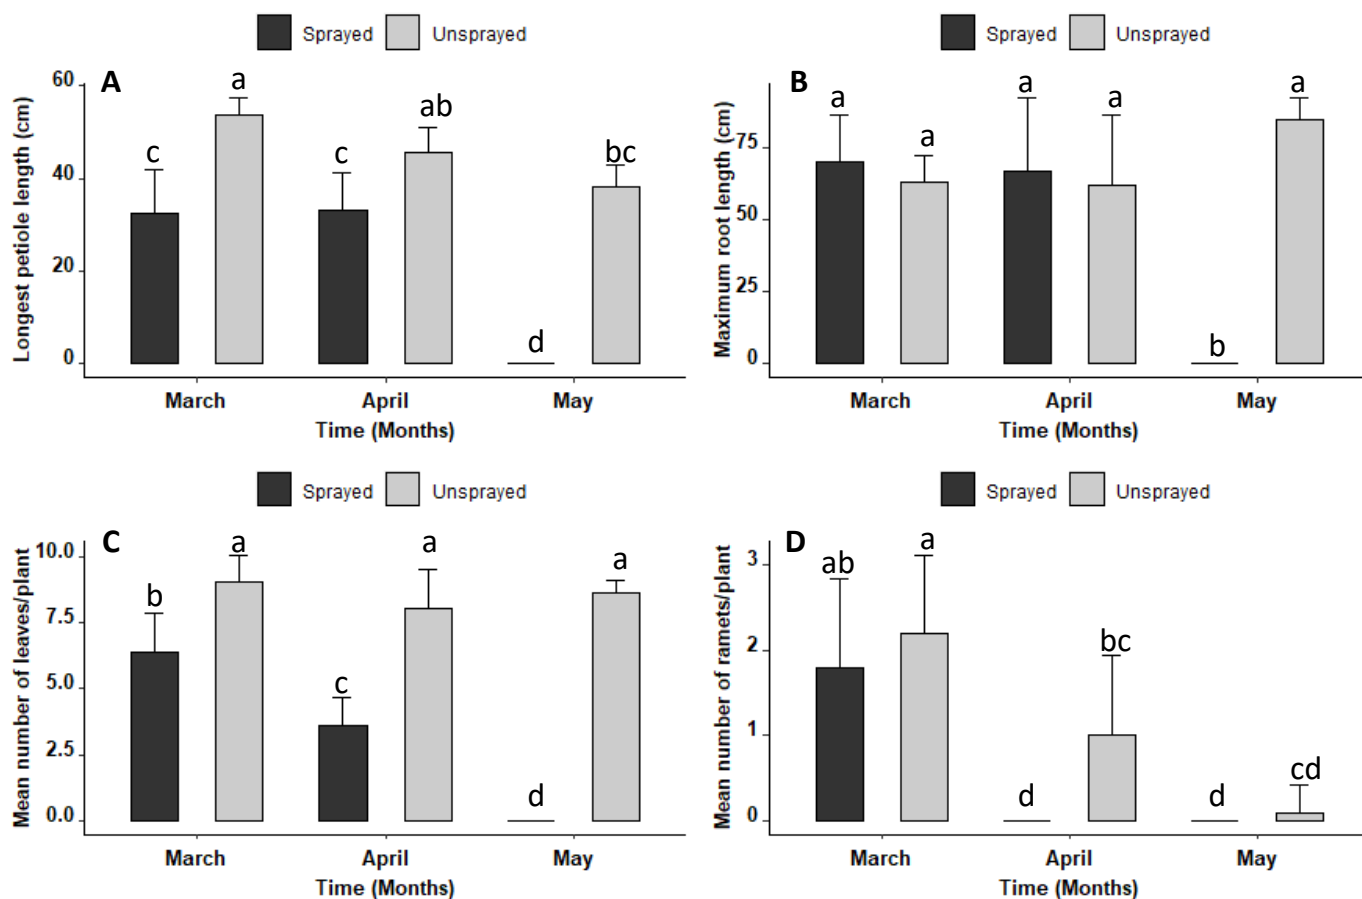 Sprayed Unsprayed
A
Longest petiole length (cm)
60
40
20
0
c a c ab d bc
March April May
Time (Months)
Sprayed Unsprayed
B
Maximum root length (cm)
75
50
25
0
a a a a b a
March April May
Time (Months)
Sprayed Unsprayed
C
Mean number of leaves/plant
10.0
7.5
5.0
2.5
0.0
b a c a d a
March April May
Time (Months)
Sprayed Unsprayed
D
Mean number of ramets/plant
3
2
1
0
ab a d bc d cd
March April May
Time (Months)